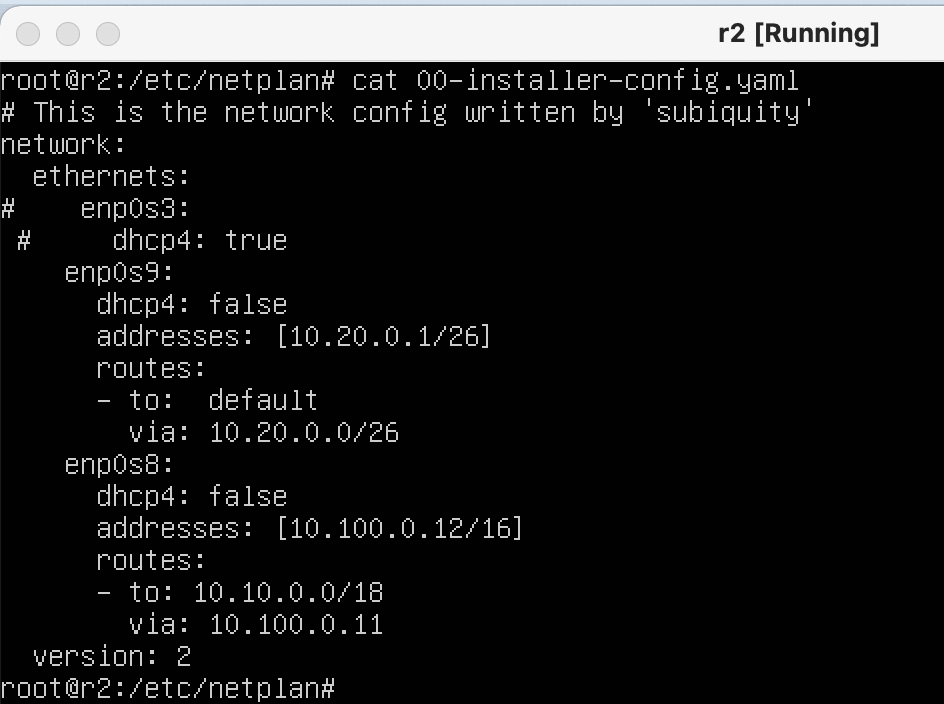 r2 [Running]
root@r2:/etc/netplan# cat 00-installer-config.yaml
# This is the network config written by 'subiquity'
network:
  ethernets:
#    enp0s3:
 #     dhcp4: true
    enp0s9:
      dhcp4: false
      addresses: [10.20.0.1/26]
      routes:
      - to:  default
        via: 10.20.0.0/26
    enp0s8:
      dhcp4: false
      addresses: [10.100.0.12/16]
      routes:
      - to: 10.10.0.0/18
        via: 10.100.0.11
  version: 2
root@r2:/etc/netplan#